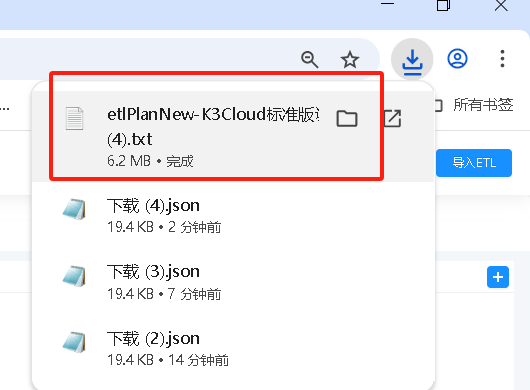 ...
所有书签
etlPlanNew-K3Cloud标准版
(4).txt
6.2 MB • 完成
导入ETL
下载 (4).json
19.4 KB • 2 分钟前
下载 (3).json
19.4 KB • 7 分钟前
下载 (2).json
19.4 KB • 14 分钟前